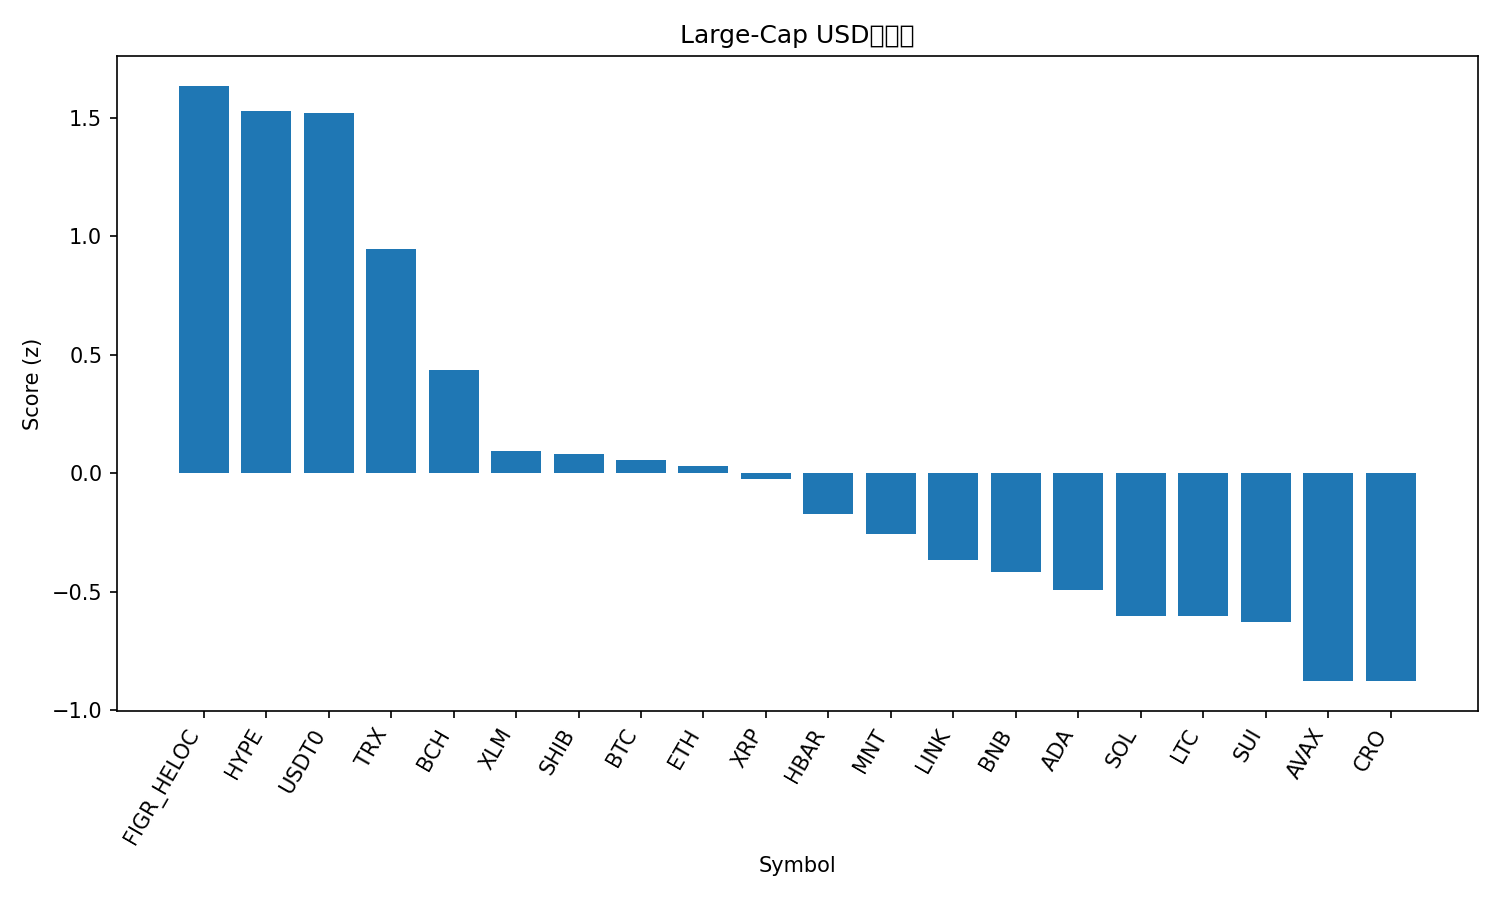 Large-Cap USD
Score (z)
1.5
1.0
0.5
0.0
−0.5
−1.0
FIGR_HELOC
HYPE
USDT0
TRX
BCH
XLM
SHIB
BTC
ETH
XRP
HBAR
MNT
LINK
BNB
ADA
SOL
LTC
SUI
AVAX
CRO
Symbol